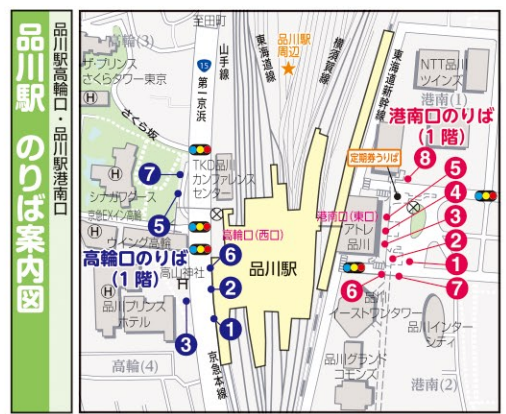 品川駅 のりば案内図
品川駅高輪口・品川駅港南口
至田町
高輪(3)
ザ・プリンス
さくらタワー東京
さくら坂
15
第一京浜
山手線
東海道線
品川駅
周辺
横須賀線
東海道新幹線
NTT品川
ツインズ
港南(1)
港南口のりば
(1階)
定期券うりば
8
5
4
3
2
1
6
7
TKP品川
カンファレンス
センター
7
H
シナガワグース
京急EXイン高輪
5
ウイング高輪
高輪口(西口)
高輪口のりば
(1階)
高山神社
6
2
1
3
品川駅
港南口(東口)
アトレ
品川
H
品川プリンス
ホテル
高輪(4)
京急本線
品川
イーストワンタワー
品川インター
シティ
品川グランド
コモンズ
港南(2)